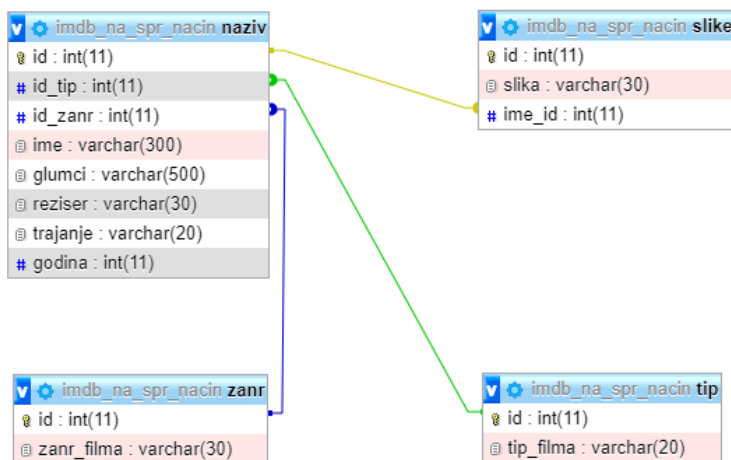 imdb_na_spr_nacin naziv
id : int(11)
# id_tip : int(11)
# id_zanr : int(11)
ime : varchar(300)
glumci : varchar(500)
reziser : varchar(30)
trajanje : varchar(20)
# godina : int(11)
imdb_na_spr_nacin slike
id : int(11)
slika : varchar(30)
# ime_id : int(11)
imdb_na_spr_nacin zanr
id : int(11)
zanr_filma : varchar(30)
imdb_na_spr_nacin tip
id : int(11)
tip_filma : varchar(20)